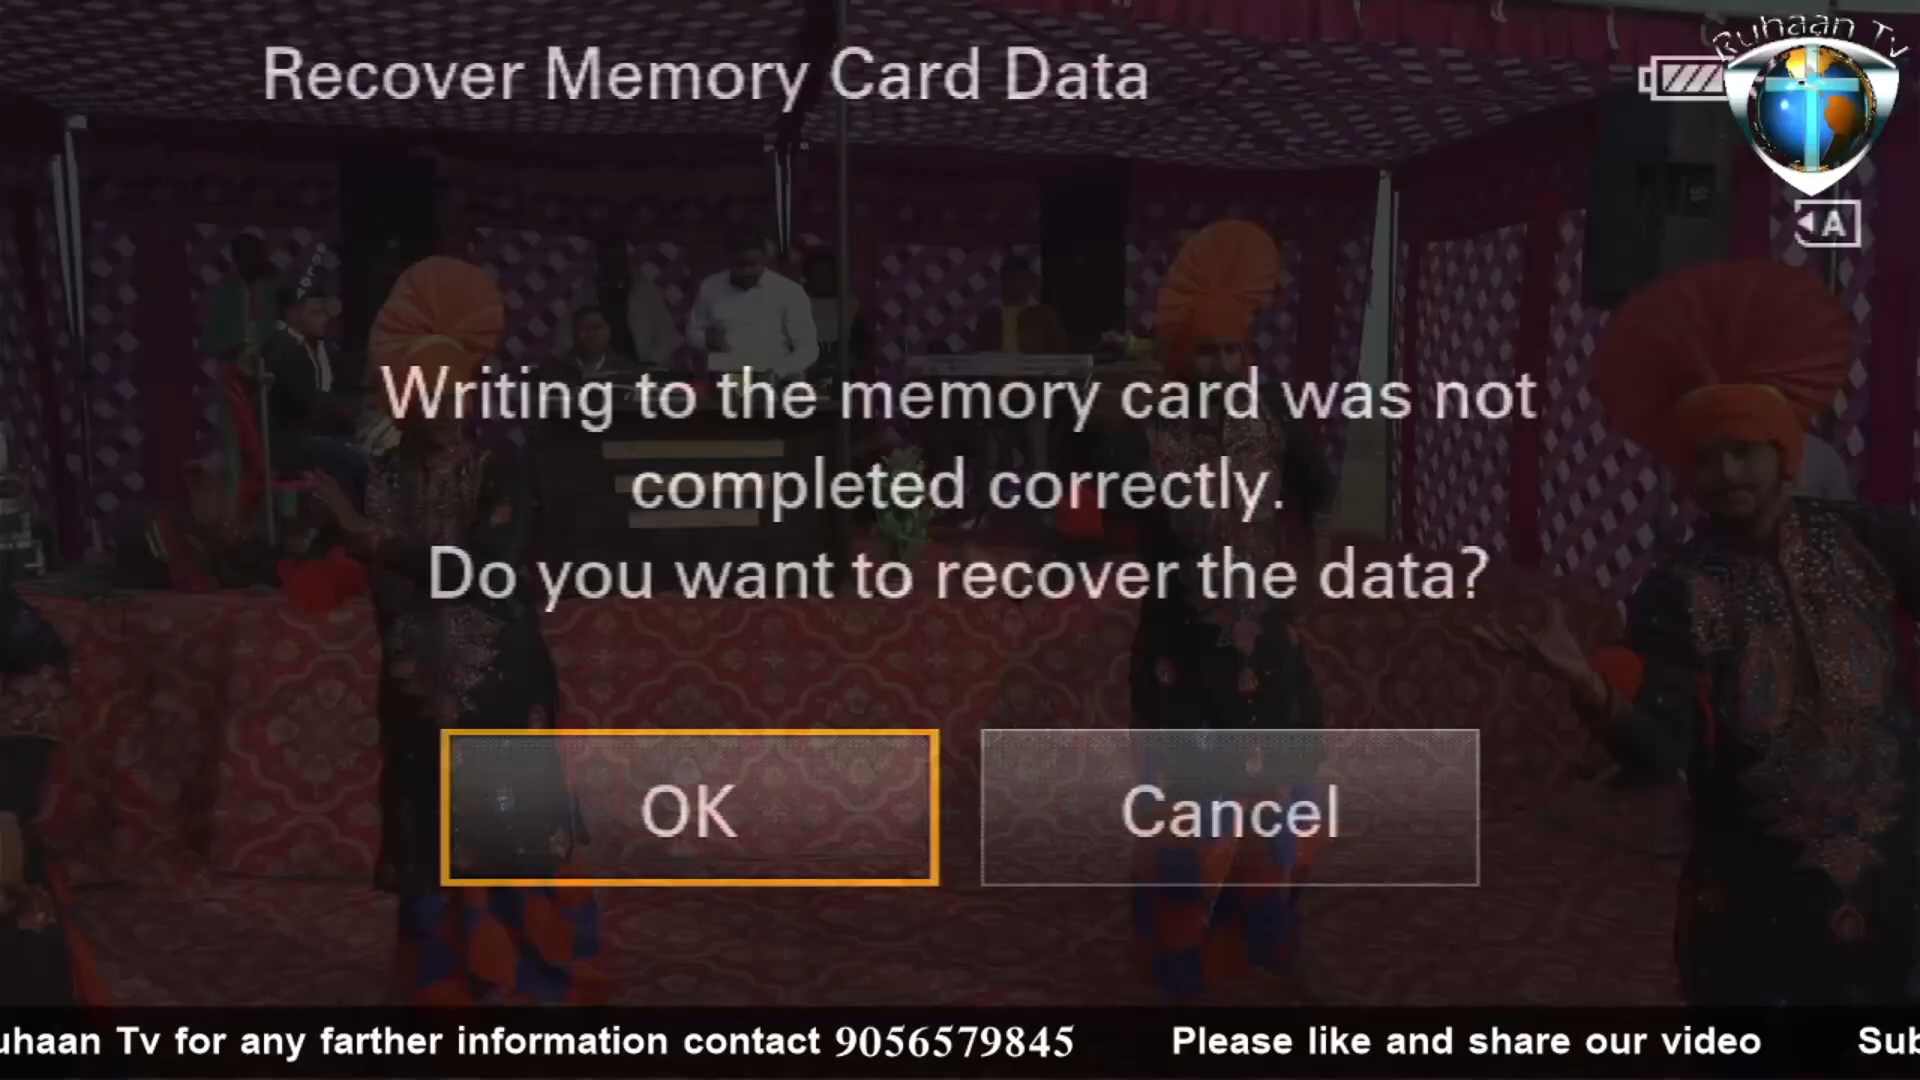 Ruhaan Tv
Recover Memory Card Data
A
Writing to the memory card was not
completed correctly.
Do you want to recover the data?
OK
Cancel
uhaan Tv for any farther information contact 9056579845
Please like and share our video
Sub